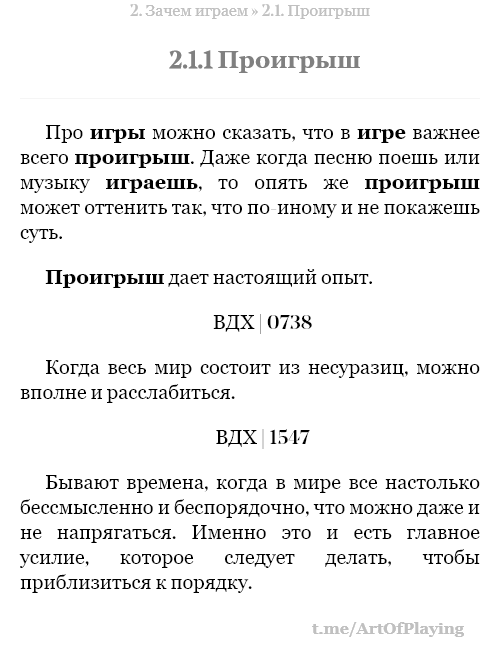 2. Зачем играем » 2.1. Проигрыш
2.1.1 Проигрыш
Про игры можно сказать, что в игре важнее
всего проигрыш. Даже когда песню поешь или
музыку играешь, то опять же проигрыш
может оттенить так, что по-иному и не покажешь
суть.
Проигрыш дает настоящий опыт.
ВДХ | 0738
Когда весь мир состоит из несуразиц, можно
вполне и расслабиться.
ВДХ | 1547
Бывают времена, когда в мире все настолько
бессмысленно и беспорядочно, что можно даже и
не напрягаться. Именно это и есть главное
усилие, которое следует делать, чтобы
приблизиться к порядку.
t.me/ArtOfPlaying